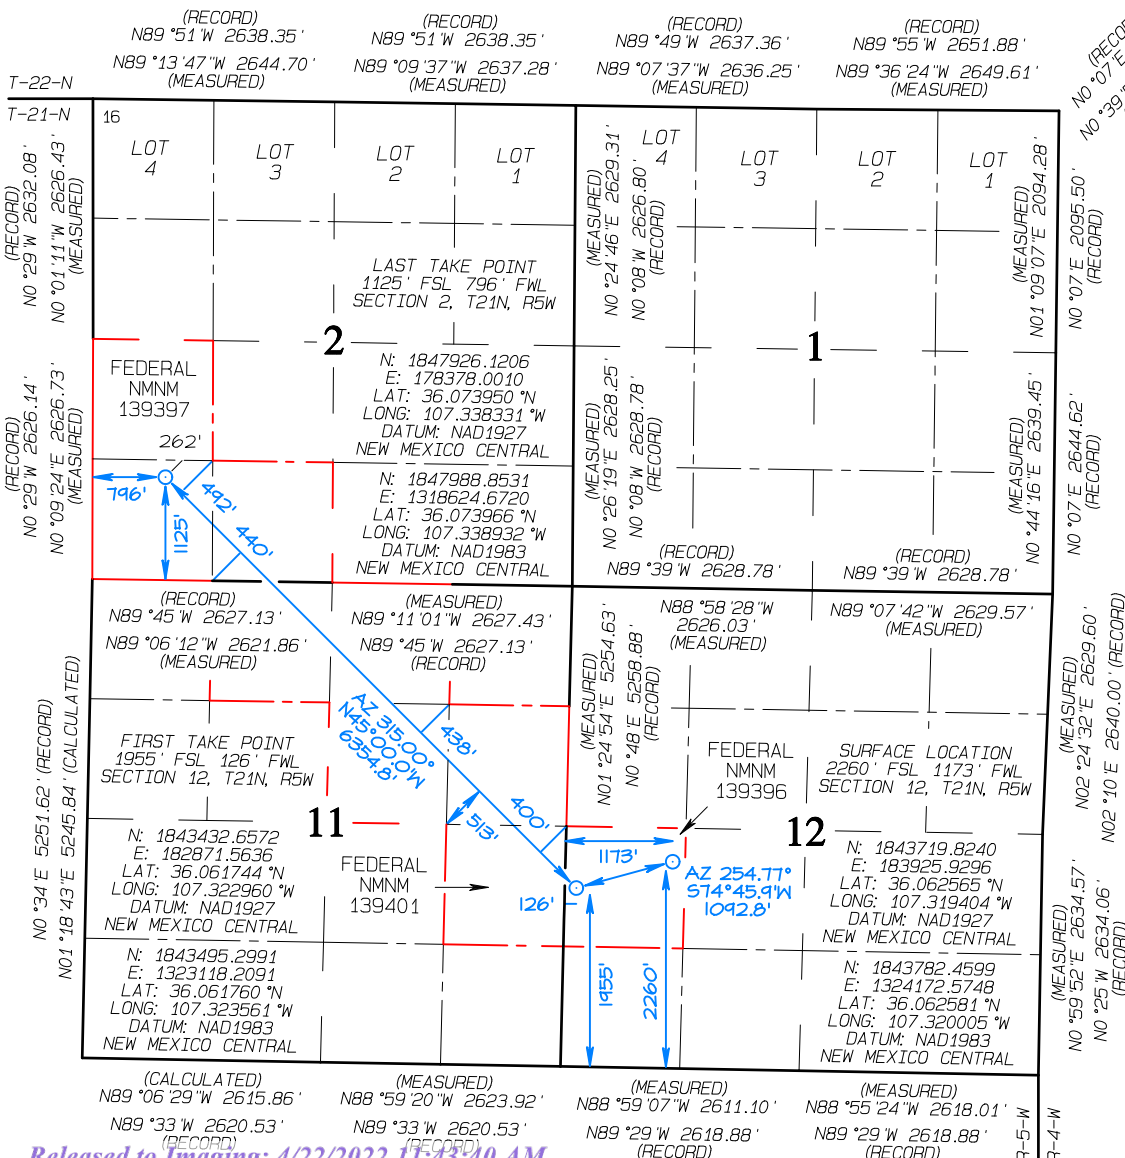 (RECORD)
N89°51'W 2638.35'
N89°13'47"W 2644.70'
(MEASURED)
(RECORD)
N89°51'W 2638.35'
N89°09'37"W 2637.28'
(MEASURED)
(RECORD)
N89°49'W 2637.36'
N89°07'37"W 2636.25'
(MEASURED)
(RECORD)
N89°55'W 2651.88'
N89°36'24"W 2649.61'
(MEASURED)
T-22-N
T-21-N
16
LOT
4
LOT
3
LOT
2
LOT
1
LOT
4
LOT
3
LOT
2
LOT
1
(RECORD)
N0°29'W 2632.08'
N0°01'11"W 2626.43'
(MEASURED)
(MEASURED)
N0°24'46"E 2629.31'
N0°08'W 2626.80'
(RECORD)
(MEASURED)
N01°09'07"E 2094.28'
N0°07'E 2095.50'
(RECORD)
LAST TAKE POINT
1125' FSL 796' FWL
SECTION 2, T21N, R5W
2
1
FEDERAL
NMNM
139397
N: 1847926.1206
E: 178378.0010
LAT: 36.073950°N
LONG: 107.338331°W
DATUM: NAD1927
NEW MEXICO CENTRAL
N: 1847988.8531
E: 1318624.6720
LAT: 36.073966°N
LONG: 107.338932°W
DATUM: NAD1983
NEW MEXICO CENTRAL
(RECORD)
N0°29'W 2626.14'
N0°09'24"E 2626.73'
(MEASURED)
262'
796'
1125'
492'
440'
(MEASURED)
N0°26'19"E 2628.25'
N0°08'W 2628.78'
(RECORD)
(MEASURED)
N0°44'16"E 2639.45'
N0°07'E 2644.62'
(RECORD)
(RECORD)
N89°39'W 2628.78'
(RECORD)
N89°39'W 2628.78'
(RECORD)
N89°45'W 2627.13'
N89°06'12"W 2621.86'
(MEASURED)
(MEASURED)
N89°11'01"W 2627.43'
N89°45'W 2627.13'
(RECORD)
N88°58'28"W
2626.03'
(MEASURED)
N89°07'42"W 2629.57'
(MEASURED)
N0°34'E 5251.62' (RECORD)
N01°18'43"E 5245.84' (CALCULATED)
AZ 315.00°
N45°00.0'W
6354.8'
438'
513'
400'
(MEASURED)
N01°24'54"E 5254.63'
N0°48'E 5258.88'
(RECORD)
(MEASURED)
N02°24'32"E 2629.60'
N02°10'E 2640.00' (RECORD)
FIRST TAKE POINT
1955' FSL 126' FWL
SECTION 12, T21N, R5W
FEDERAL
NMNM
139396
SURFACE LOCATION
2260' FSL 1173' FWL
SECTION 12, T21N, R5W
11
12
N: 1843432.6572
E: 182871.5636
LAT: 36.061744°N
LONG: 107.322960°W
DATUM: NAD1927
NEW MEXICO CENTRAL
FEDERAL
NMNM
139401
126'
1173'
AZ 254.77°
S74°45.9'W
1092.8'
1955'
2260'
N: 1843719.8240
E: 183925.9296
LAT: 36.062565°N
LONG: 107.319404°W
DATUM: NAD1927
NEW MEXICO CENTRAL
N: 1843495.2991
E: 1323118.2091
LAT: 36.061760°N
LONG: 107.323561°W
DATUM: NAD1983
NEW MEXICO CENTRAL
N: 1843782.4599
E: 1324172.5748
LAT: 36.062581°N
LONG: 107.320005°W
DATUM: NAD1983
NEW MEXICO CENTRAL
(MEASURED)
N0°59'52"E 2634.57'
N0°25'W 2634.06'
(RECORD)
(CALCULATED)
N89°06'29"W 2615.86'
N89°33'W 2620.53'
(RECORD)
(MEASURED)
N88°59'20"W 2623.92'
N89°33'W 2620.53'
(RECORD)
(MEASURED)
N88°59'07"W 2611.10'
N89°29'W 2618.88'
(RECORD)
(MEASURED)
N88°55'24"W 2618.01'
N89°29'W 2618.88'
(RECORD)
R-5-W
R-4-W
Released to Imaging: 4/22/2022 11:43:40 AM